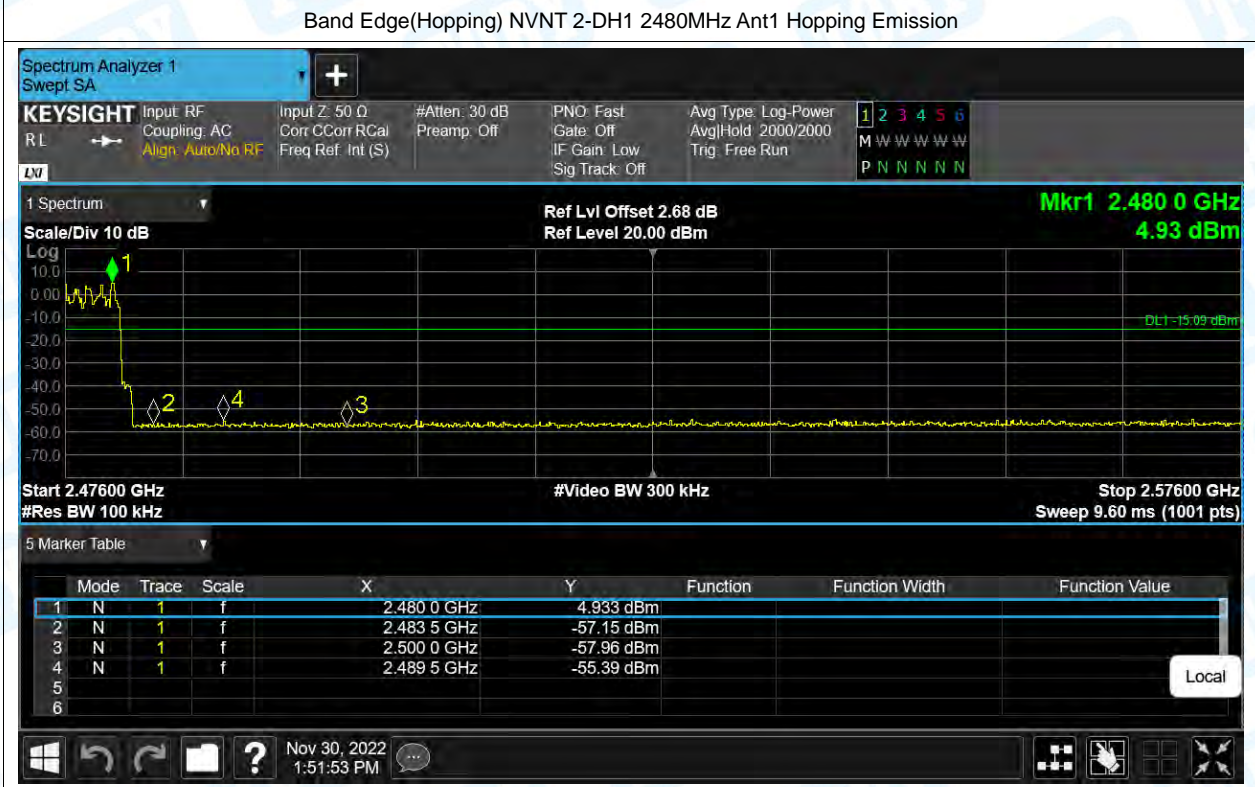 Band Edge(Hopping) NVNT 2-DH1 2480MHz Ant1 Hopping Emission
Spectrum Analyzer 1
Swept SA
+
KEYSIGHT Input: RF Input Z: 50 Ω #Atten: 30 dB PNO: Fast Avg Type: Log-Power 1 2 3 4 5 6
R L Coupling: AC Corr CCorr RCal Preamp: Off Gate: Off Avg|Hold: 2000/2000 M W W W W W
Align: Auto/No RF Freq Ref: Int (S) IF Gain: Low Trig: Free Run
LXI Sig Track: Off P N N N N N
1 Spectrum Ref Lvl Offset 2.68 dB Mkr1 2.480 0 GHz
Scale/Div 10 dB Ref Level 20.00 dBm 4.93 dBm
Log
10.0 1
0.00
-10.0
DL1 -15.09 dBm
-20.0
-30.0
-40.0
-50.0 2 4 3
-60.0
-70.0
Start 2.47600 GHz #Video BW 300 kHz Stop 2.57600 GHz
#Res BW 100 kHz Sweep 9.60 ms (1001 pts)
5 Marker Table
Mode Trace Scale X Y Function Function Width Function Value
1 N 1 f 2.480 0 GHz 4.933 dBm
2 N 1 f 2.483 5 GHz -57.15 dBm
3 N 1 f 2.500 0 GHz -57.96 dBm
4 N 1 f 2.489 5 GHz -55.39 dBm
Local
5
6
? Nov 30, 2022
1:51:53 PM